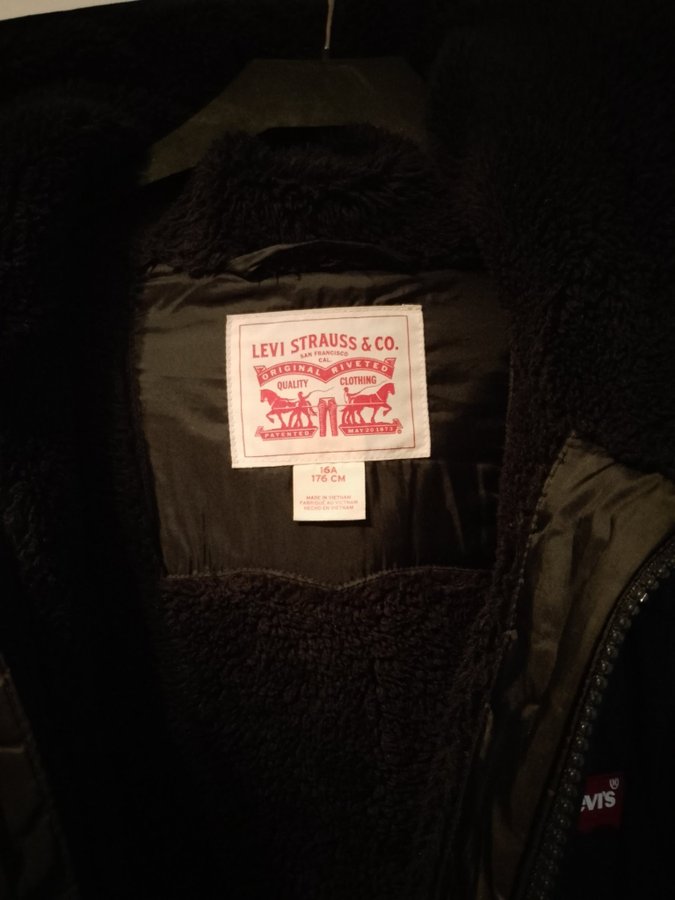 LEVI STRAUSS & CO.
SAN FRANCISCO
CAL.
ORIGINAL RIVETED
QUALITY CLOTHING
PATENTED MAY 20 1873
16A
176 CM
MADE IN VIETNAM
FABRIQUÉ AU VIETNAM
HECHO EN VIETNAM
EVI'S